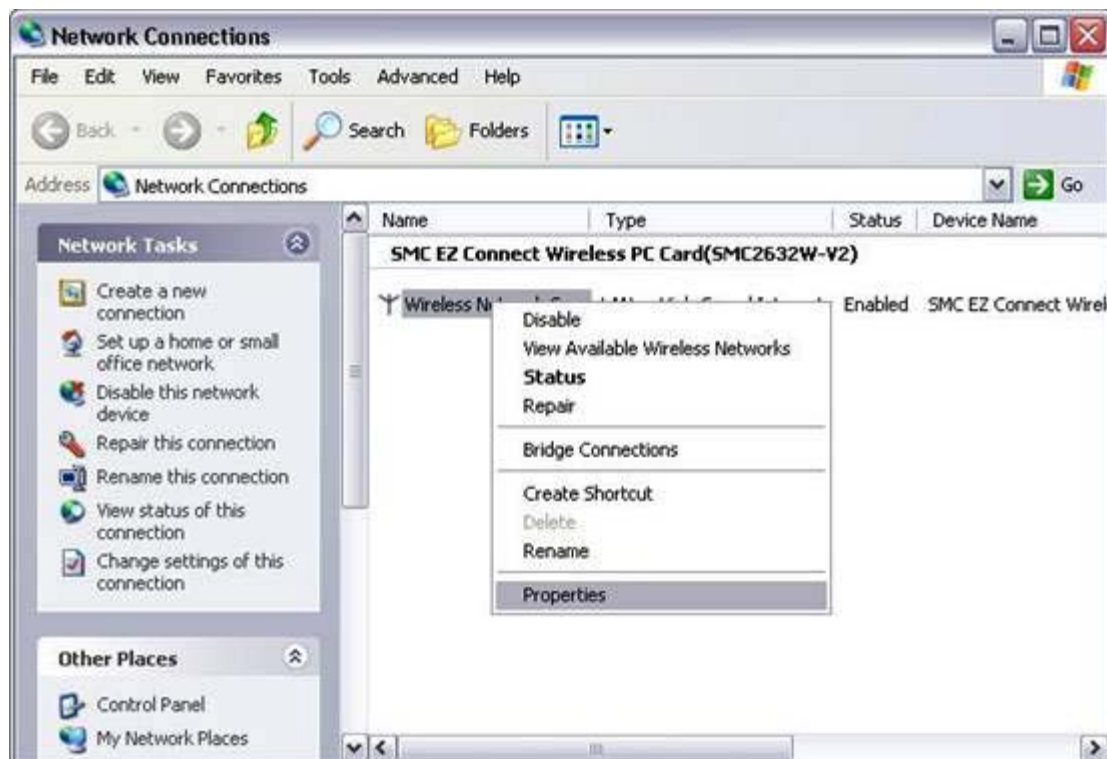 Network Connections
File Edit View Favorites Tools Advanced Help
Back Search Folders
Address Network Connections Go
Network Tasks
Create a new
connection
Set up a home or small
office network
Disable this network
device
Repair this connection
Rename this connection
View status of this
connection
Change settings of this
connection
Other Places
Control Panel
My Network Places
Name Type Status Device Name
SMC EZ Connect Wireless PC Card(SMC2632W-V2)
Wireless Enabled SMC EZ Connect Wirel
Disable
View Available Wireless Networks
Status
Repair
Bridge Connections
Create Shortcut
Delete
Rename
Properties